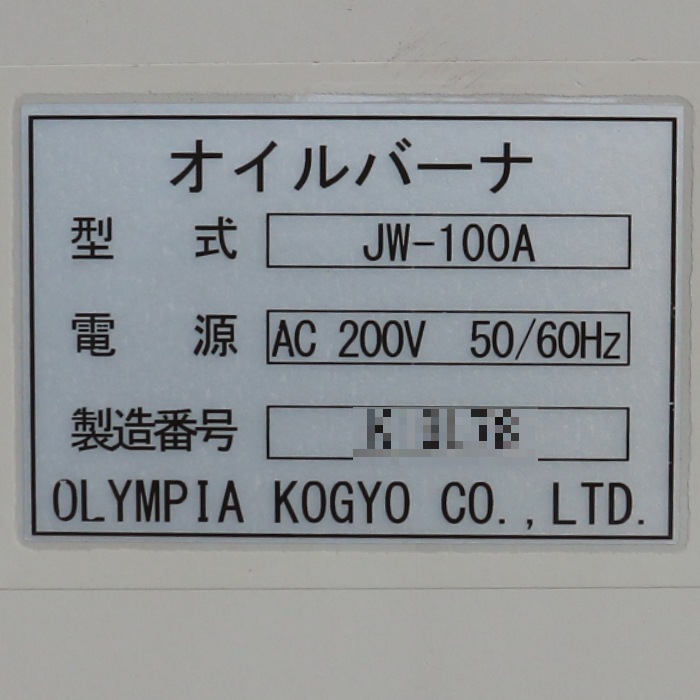 オイルバーナ
型式 JW-100A
電源 AC 200V 50/60Hz
製造番号
OLYMPIA KOGYO CO.,LTD.